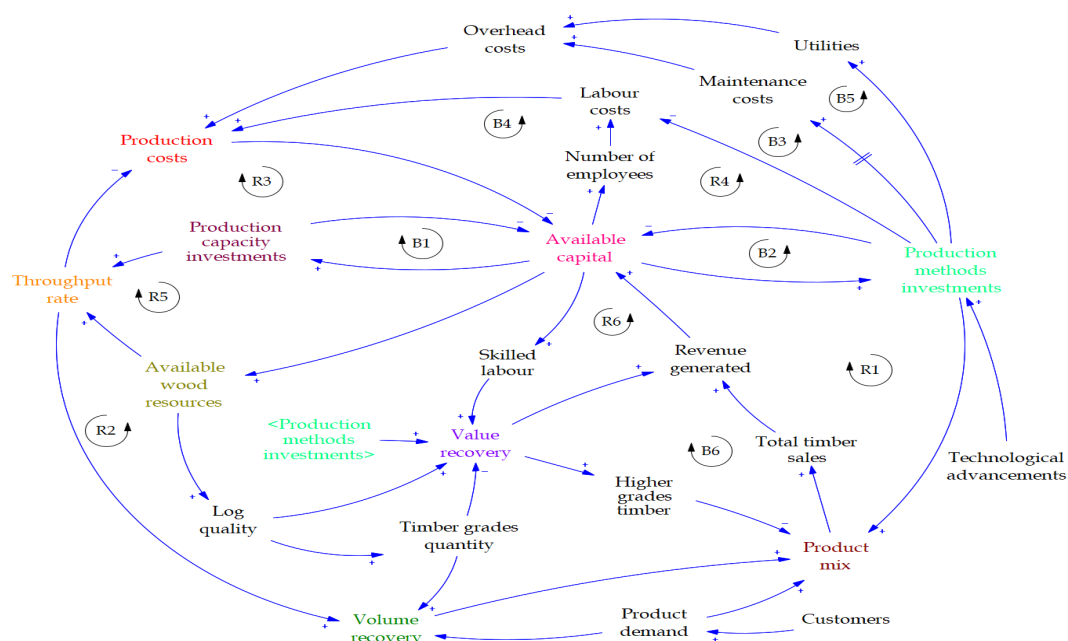 Overhead
costs
Utilities
Maintenance
costs
B5
Labour
costs
B4
B3
Production
costs
Number of
employees
R3
R4
Production
capacity
investments
B1
Available
capital
B2
Production
methods
investments
Throughput
rate
R5
R6
Skilled
labour
Revenue
generated
R1
Available
wood
resources
R2
<Production
methods
investments>
Value
recovery
B6
Total timber
sales
Technological
advancements
Log
quality
Timber grades
quantity
Higher
grades
timber
Product
mix
Volume
recovery
Product
demand
Customers